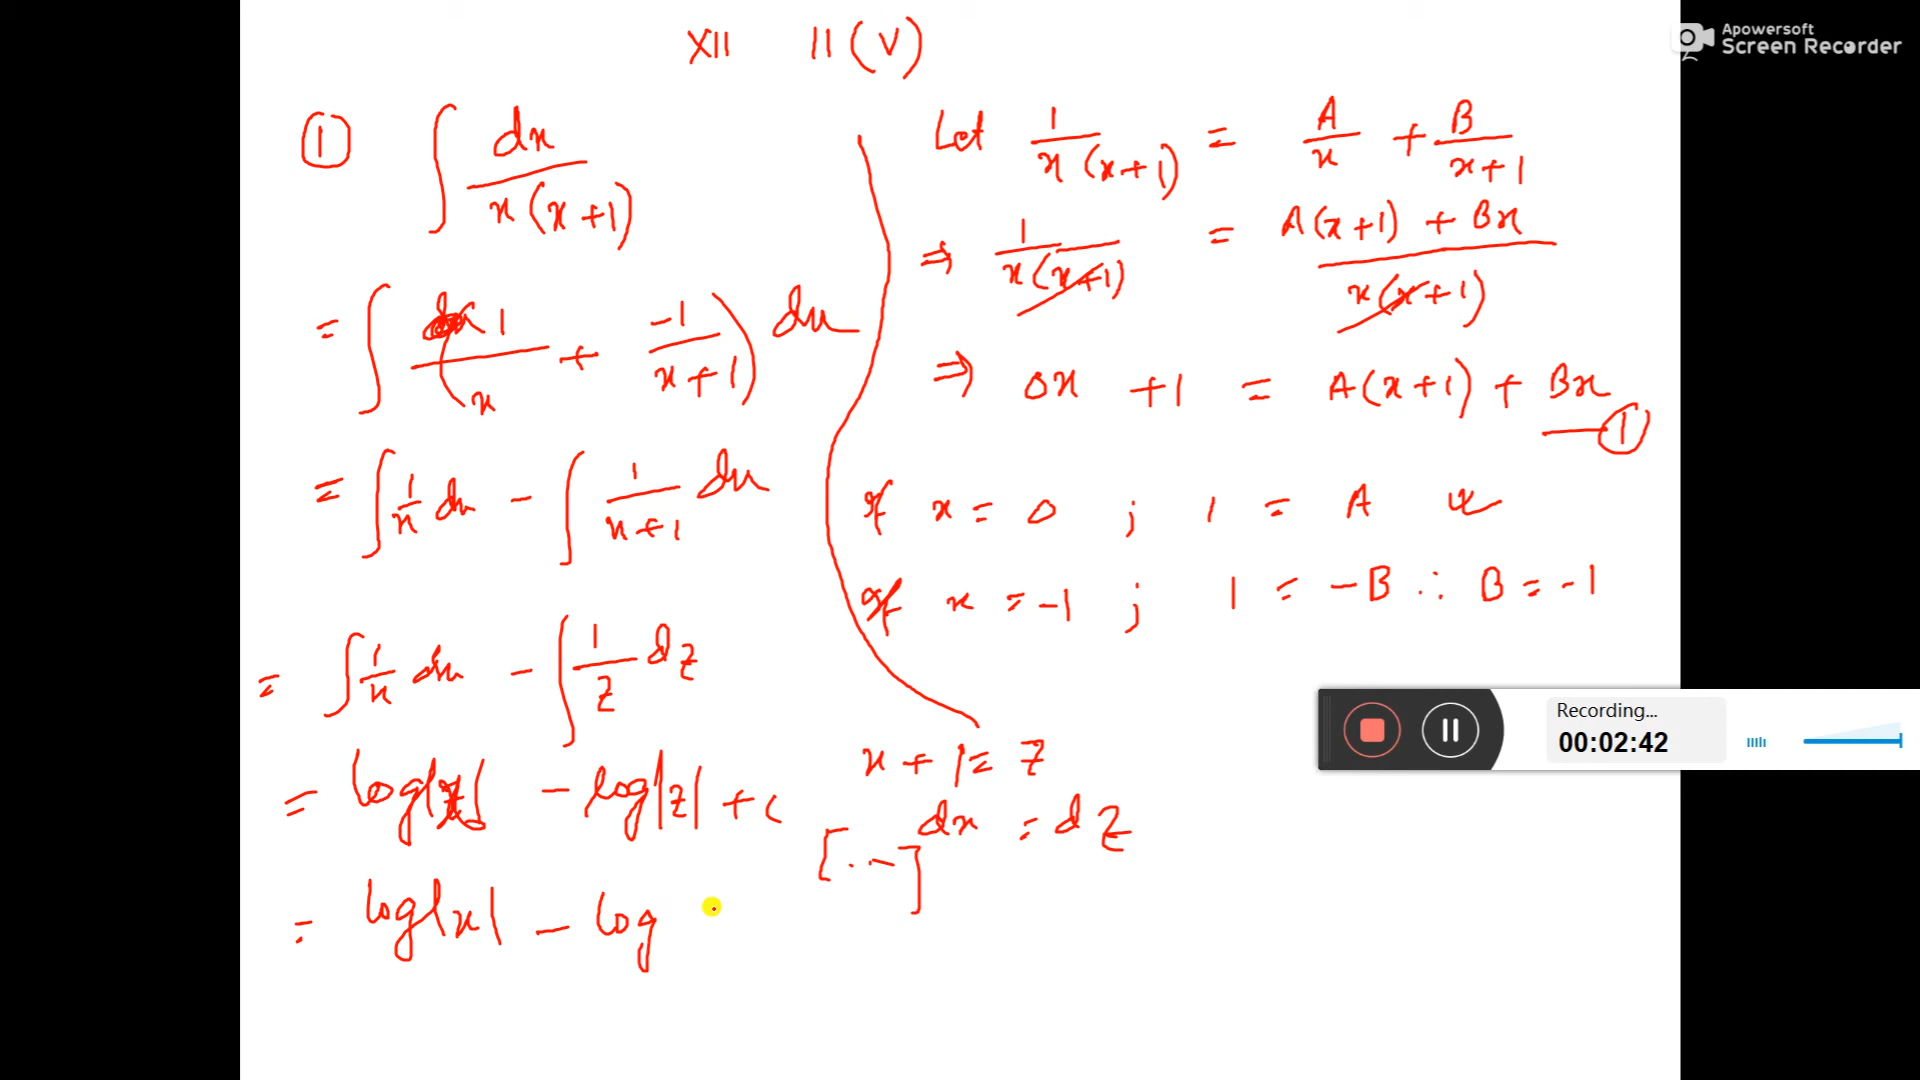 XII II (V)
① ∫ dx / x(x+1)
= ∫ (1/x + -1/x+1) dx
= ∫ 1/x dx - ∫ 1/x+1 dx
= ∫ 1/x dx - ∫ 1/z dz
= log|x| - log|z| + c
= log|x| - log
Let 1 / x(x+1) = A/x + B/x+1
⇒ 1 / x(x+1) = A(x+1) + Bx / x(x+1)
⇒ 0x + 1 = A(x+1) + Bx
— ①
If x = 0 ; 1 = A
If x = -1 ; 1 = -B ∴ B = -1
x + 1 = z
dx = dz
Apowersoft
Screen Recorder
Recording...
00:02:42